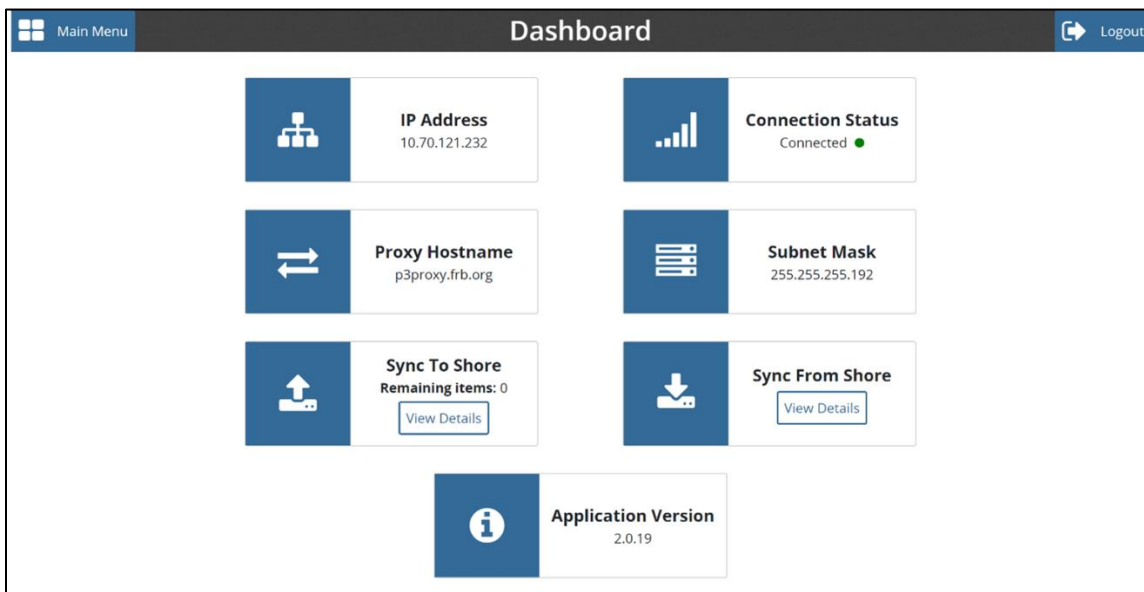 Main Menu
Dashboard
Logout
IP Address
10.70.121.232
Connection Status
Connected
Proxy Hostname
p3proxy.frb.org
Subnet Mask
255.255.255.192
Sync To Shore
Remaining items: 0
View Details
Sync From Shore
View Details
Application Version
2.0.19